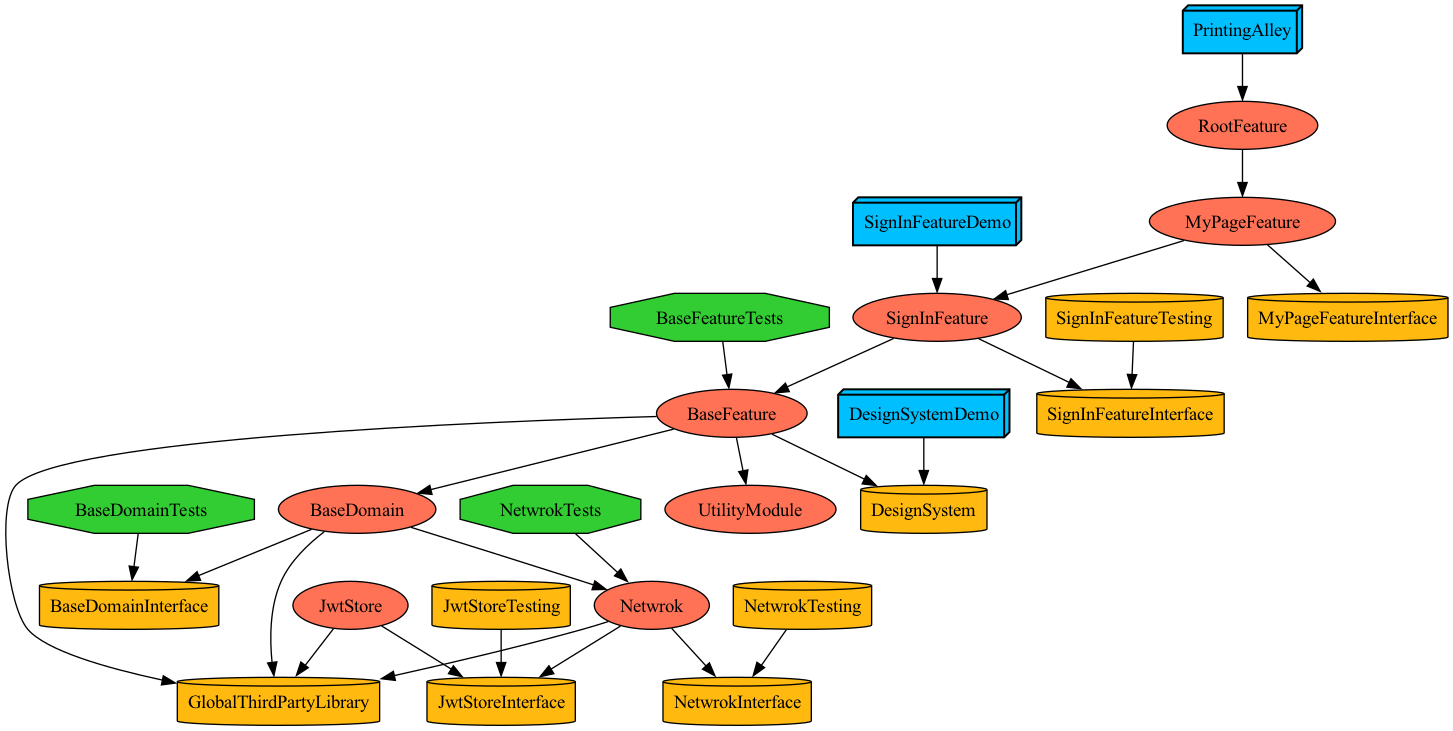 PrintingAlley
RootFeature
SignInFeatureDemo
MyPageFeature
BaseFeatureTests
SignInFeature
SignInFeatureTesting
MyPageFeatureInterface
BaseFeature
DesignSystemDemo
SignInFeatureInterface
BaseDomainTests
BaseDomain
NetwrokTests
UtilityModule
DesignSystem
BaseDomainInterface
JwtStore
JwtStoreTesting
Netwrok
NetwrokTesting
GlobalThirdPartyLibrary
JwtStoreInterface
NetwrokInterface